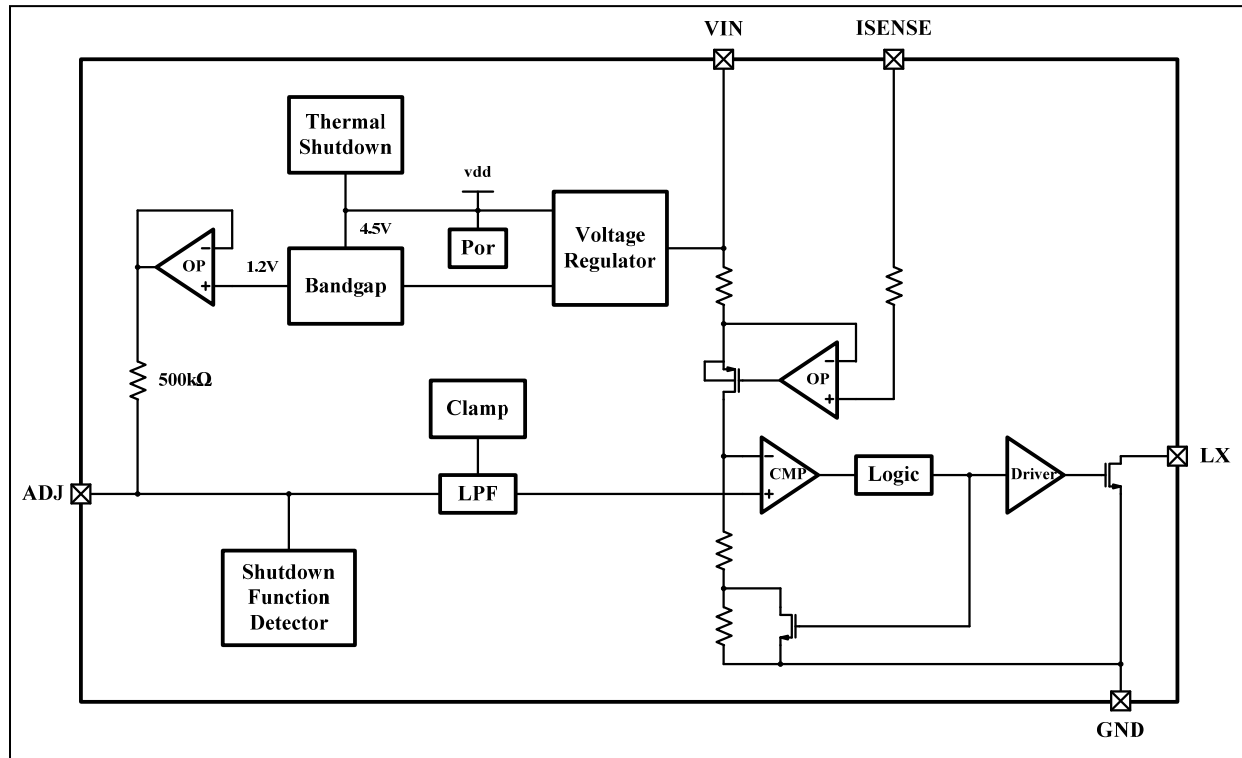 VIN
ISENSE
Thermal
Shutdown
vdd
4.5V
Por
Voltage
Regulator
OP
−
+
1.2V
Bandgap
500kΩ
−
OP
+
Clamp
ADJ
LPF
−
CMP
+
Logic
Driver
LX
Shutdown
Function
Detector
GND